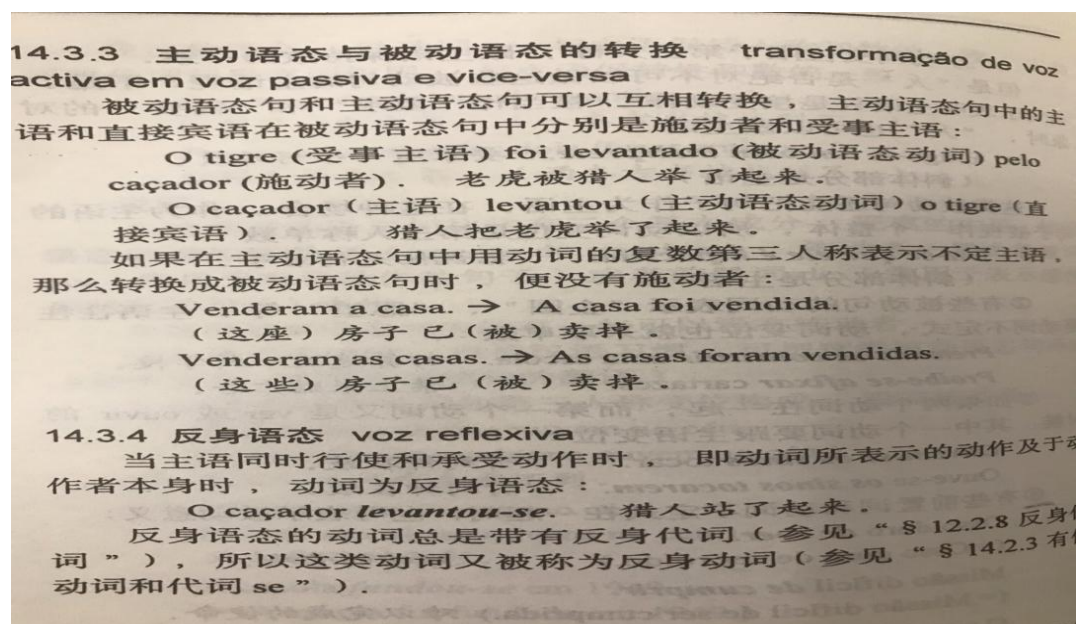 14.3.3 主动语态与被动语态的转换 transformação de voz
activa em voz passiva e vice-versa
被动语态句和主动语态句可以互相转换，主动语态句中的主
语和直接宾语在被动语态句中分别是施动者和受事主语：
O tigre (受事主语) foi levantado (被动语态动词) pelo
caçador (施动者). 老虎被猎人举了起来.
O caçador (主语) levantou (主动语态动词) o tigre (直
接宾语). 猎人把老虎举了起来。
如果在主动语态句中用动词的复数第三人称表示不定主语，
那么转换成被动语态句时，便没有施动者：
Venderam a casa. → A casa foi vendida.
(这座) 房子已 (被) 卖掉.
Venderam as casas. → As casas foram vendidas.
(这些) 房子已 (被) 卖掉.
14.3.4 反身语态 voz reflexiva
当主语同时行使和承受动作时，即动词所表示的动作及于
作者本身时，动词为反身语态：
O caçador levantou-se. 猎人站了起来.
反身语态的动词总是带有反身代词 (参见 “§ 12.2.8 反身
词”)，所以这类动词又被称为反身动词 (参见 “§ 14.2.3 有
动词和代词 se”).